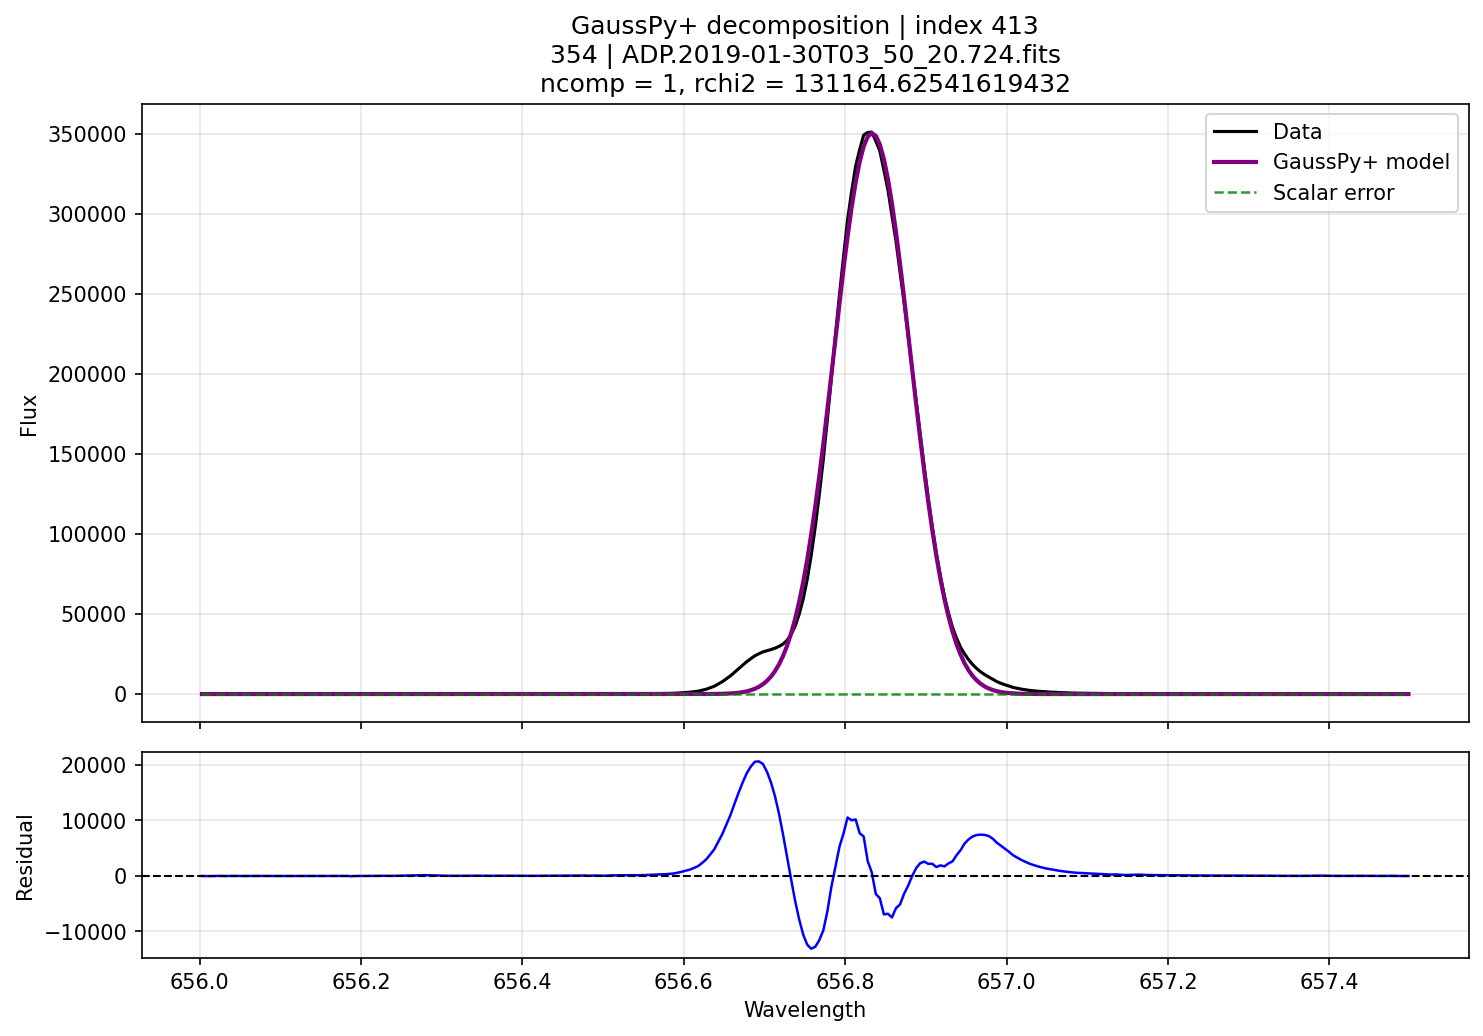 GaussPy+ decomposition | index 413
354 | ADP.2019-01-30T03_50_20.724.fits
ncomp = 1, rchi2 = 131164.62541619432
Data
GaussPy+ model
Scalar error
350000
300000
250000
200000
150000
100000
50000
0
Flux
20000
10000
0
−10000
Residual
656.0 656.2 656.4 656.6 656.8 657.0 657.2 657.4
Wavelength